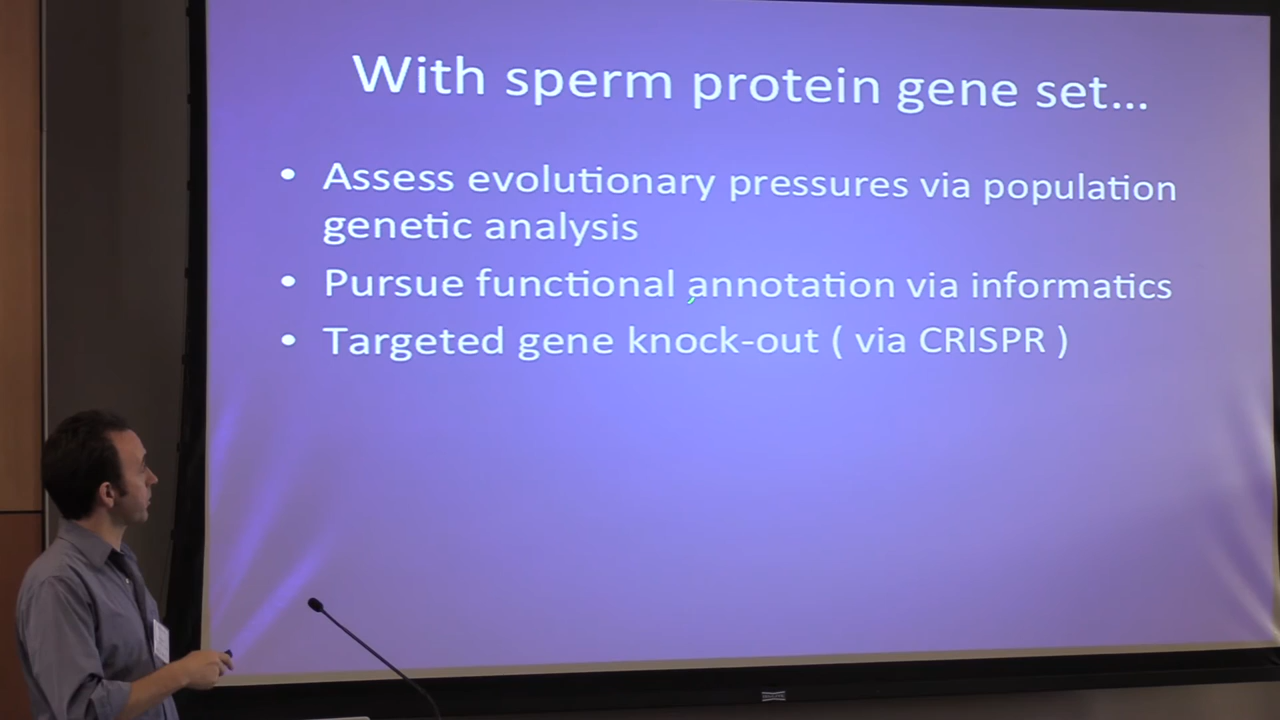 With sperm protein gene set...
• Assess evolutionary pressures via population
genetic analysis
• Pursue functional annotation via informatics
• Targeted gene knock-out ( via CRISPR )